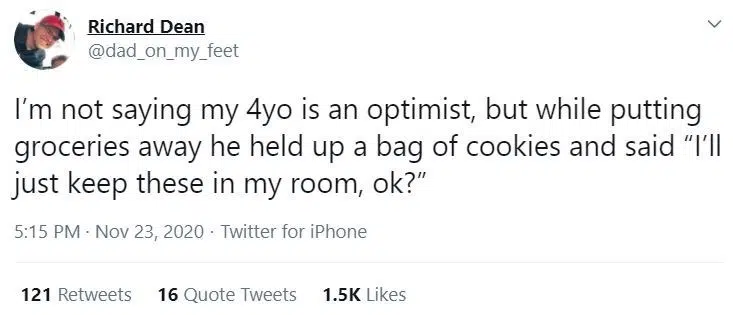 Richard Dean
@dad_on_my_feet
I’m not saying my 4yo is an optimist, but while putting
groceries away he held up a bag of cookies and said “I’ll
just keep these in my room, ok?”
5:15 PM · Nov 23, 2020 · Twitter for iPhone
121 Retweets 16 Quote Tweets 1.5K Likes